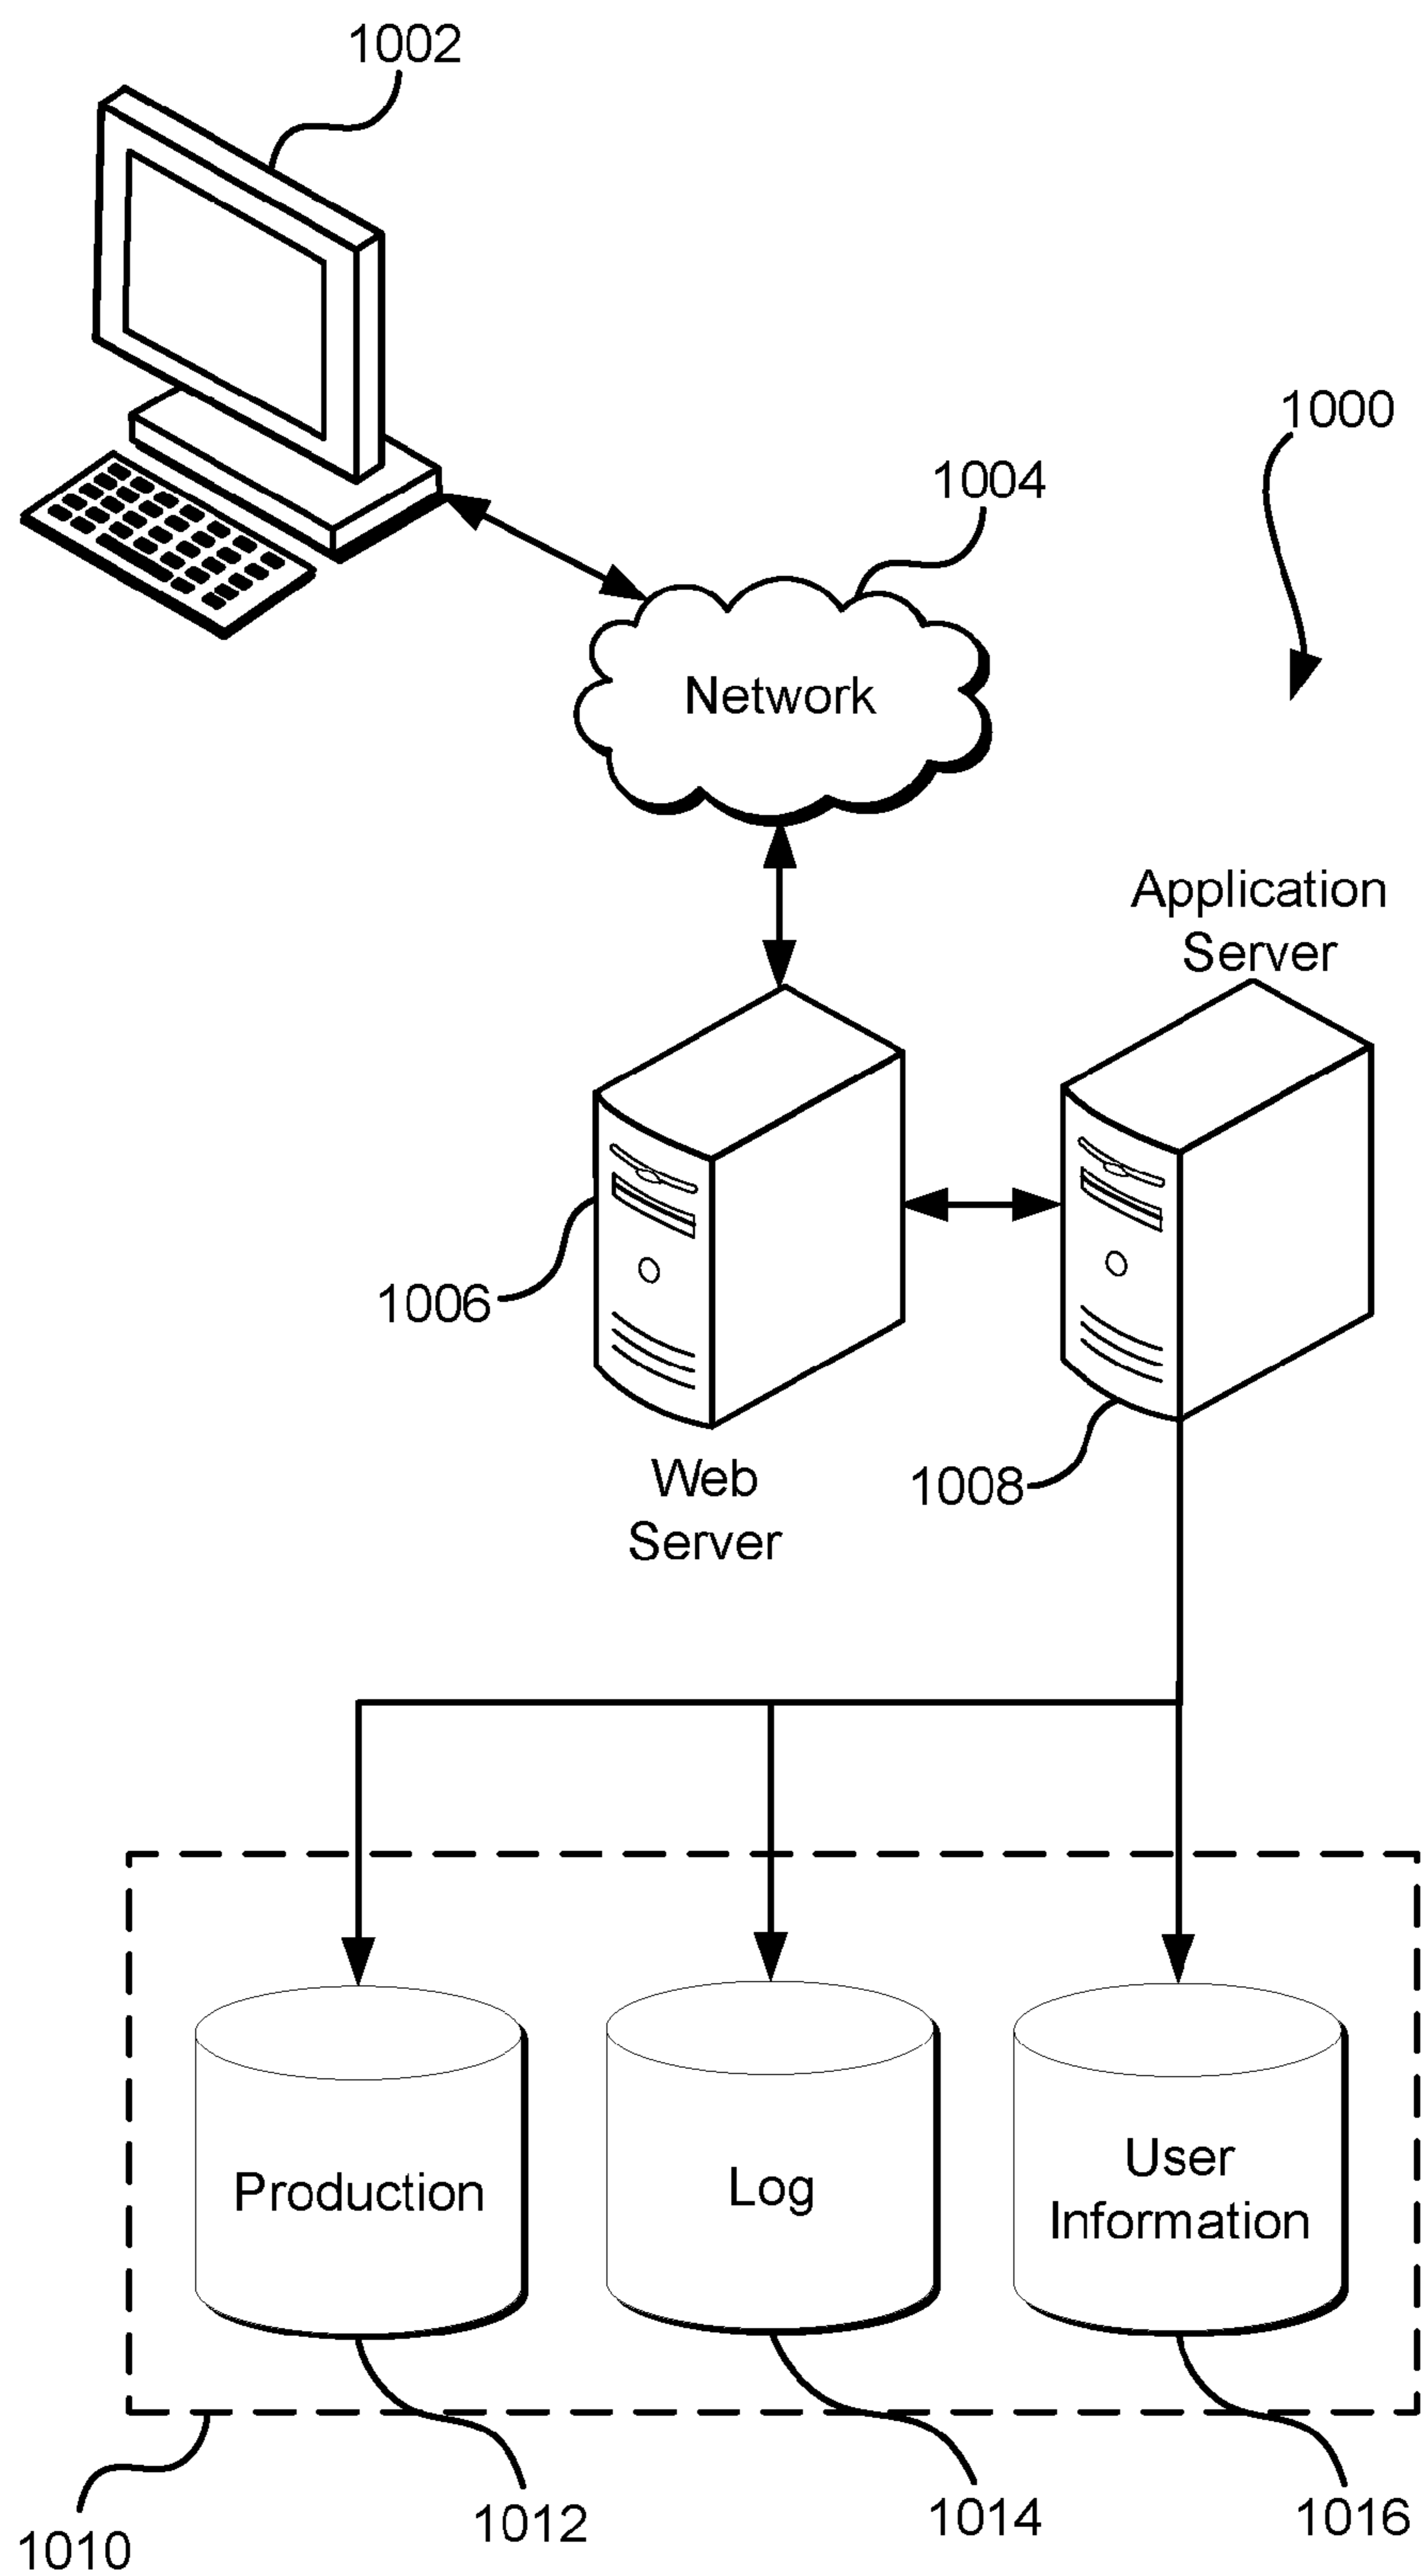 1002
1000
1004
Network
Application
Server
1006
1008
Web
Server
Production
Log
User
Information
1010
1012
1014
1016